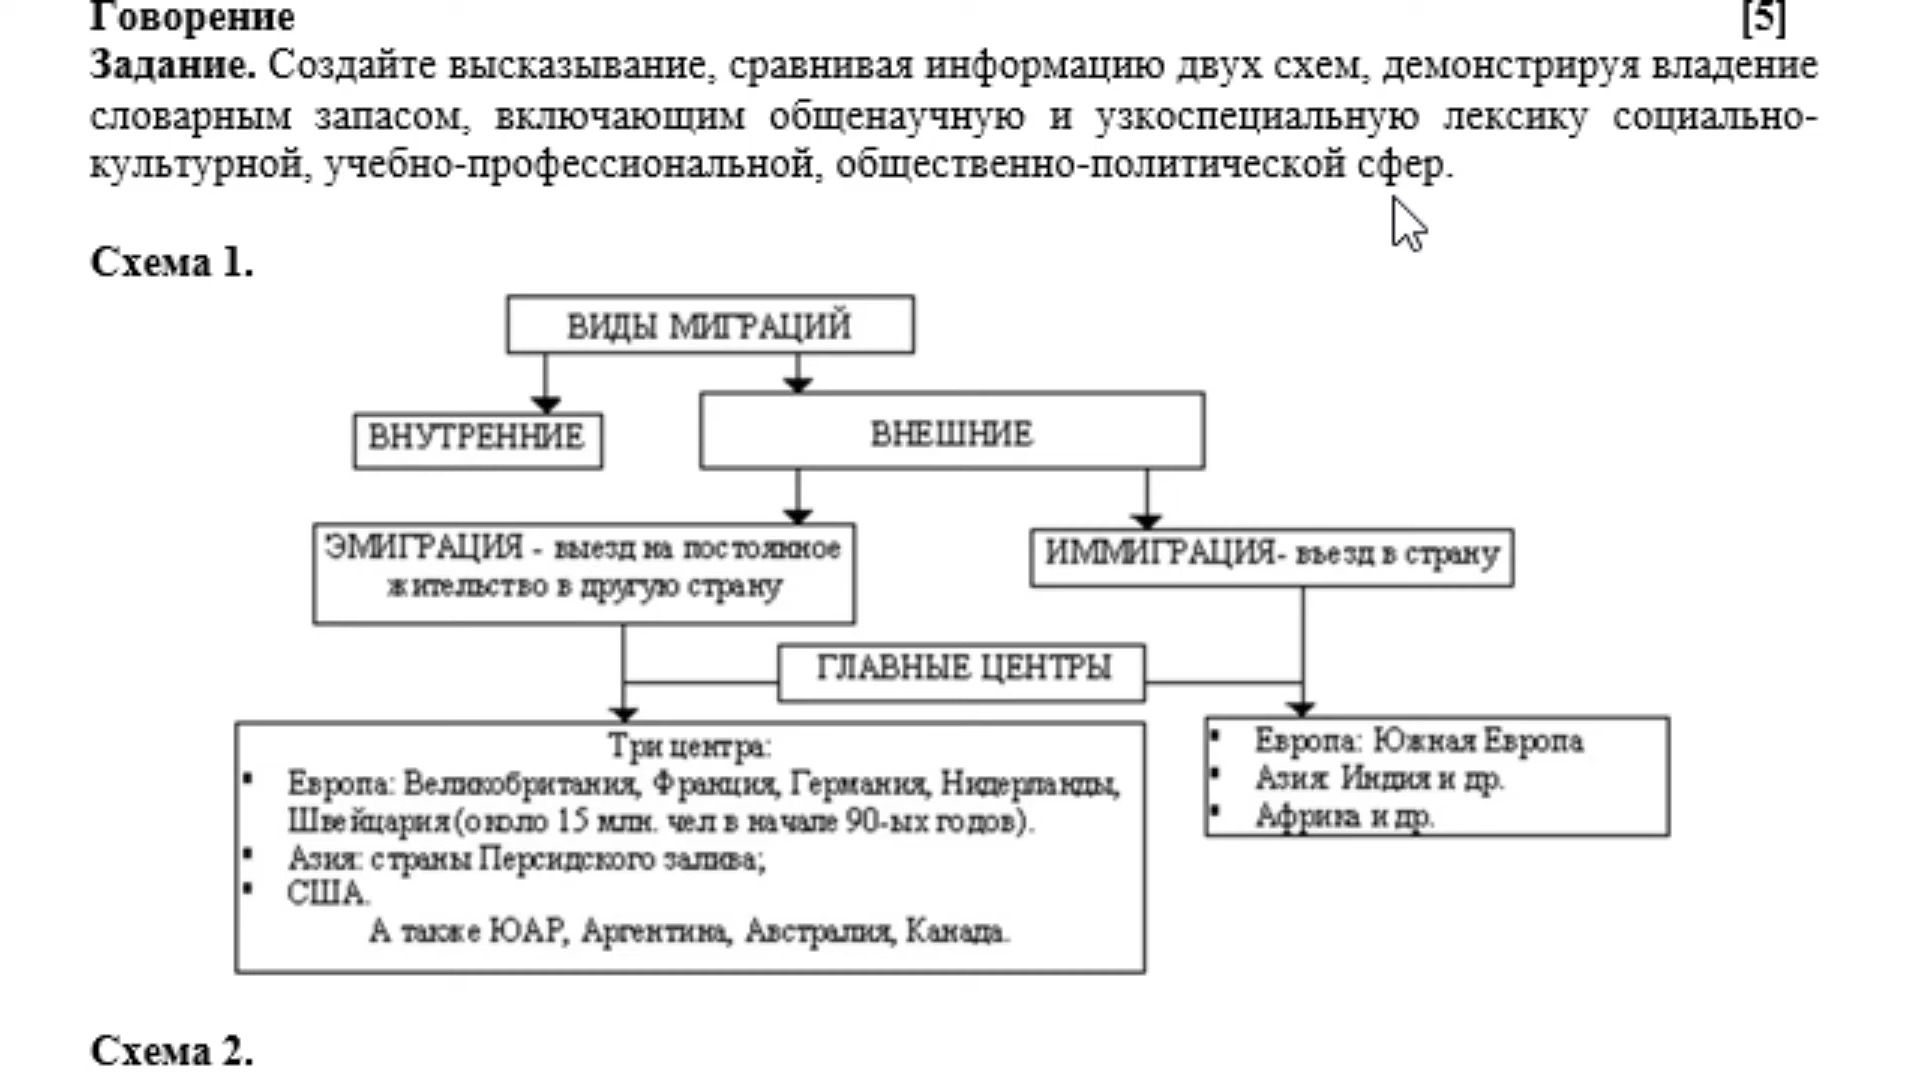 Говорение [5]
Задание. Создайте высказывание, сравнивая информацию двух схем, демонстрируя владение
словарным запасом, включающим общенаучную и узкоспециальную лексику социально-
культурной, учебно-профессиональной, общественно-политической сфер.
Схема 1.
ВИДЫ МИГРАЦИЙ
ВНУТРЕННИЕ
ВНЕШНИЕ
ЭМИГРАЦИЯ - выезд на постоянное
жительство в другую страну
ИММИГРАЦИЯ- въезд в страну
ГЛАВНЫЕ ЦЕНТРЫ
Три центра:
Европа: Великобритания, Франция, Германия, Нидерланды,
Швейцария(около 15 млн. чел в начале 90-ых годов).
Азия: страны Персидского залива;
США.
А также ЮАР, Аргентина, Австралия, Канада.
Европа: Южная Европа
Азия: Индия и др.
Африка и др.
Схема 2.